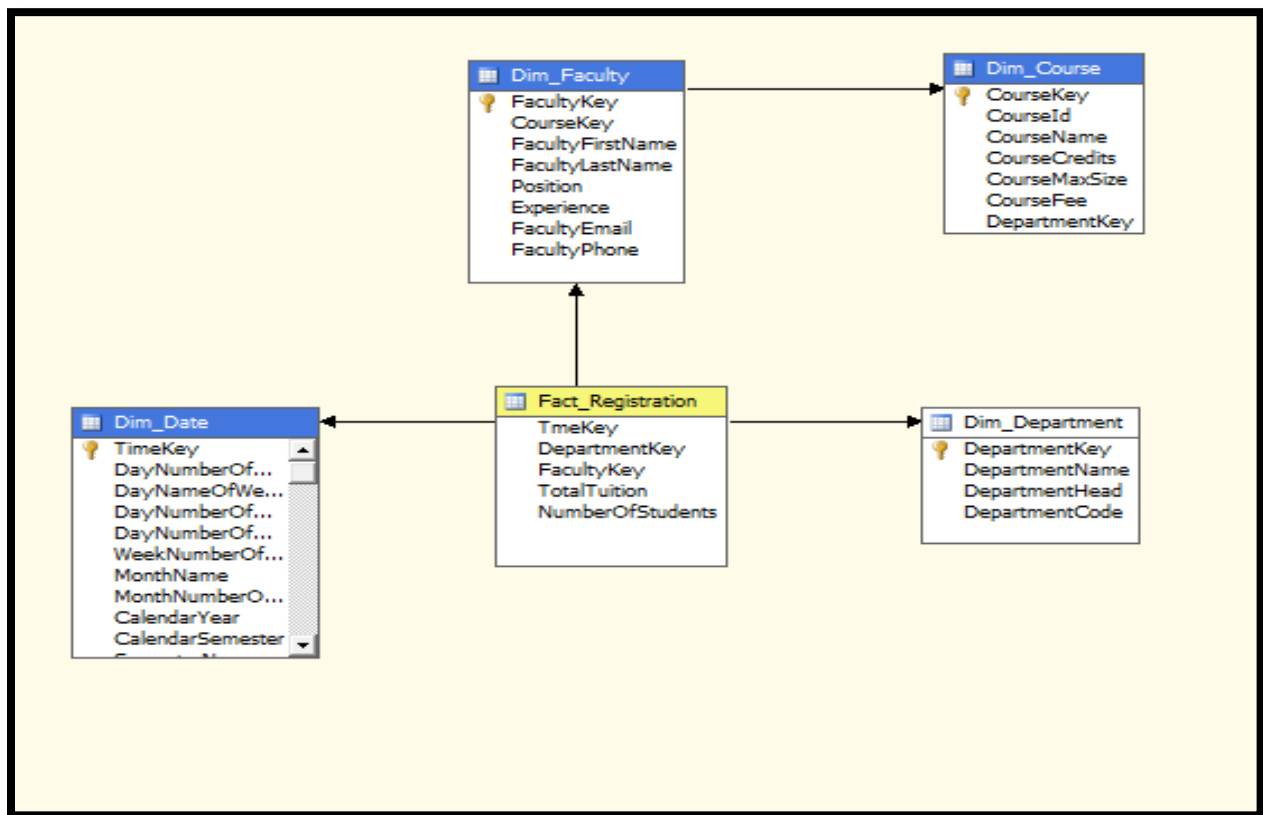 Dim_Faculty
FacultyKey
CourseKey
FacultyFirstName
FacultyLastName
Position
Experience
FacultyEmail
FacultyPhone
Dim_Course
CourseKey
CourseId
CourseName
CourseCredits
CourseMaxSize
CourseFee
DepartmentKey
Dim_Date
TimeKey
DayNumberOf...
DayNameOfWe...
DayNumberOf...
DayNumberOf...
WeekNumberOf...
MonthName
MonthNumberO...
CalendarYear
CalendarSemester
Fact_Registration
TmeKey
DepartmentKey
FacultyKey
TotalTuition
NumberOfStudents
Dim_Department
DepartmentKey
DepartmentName
DepartmentHead
DepartmentCode